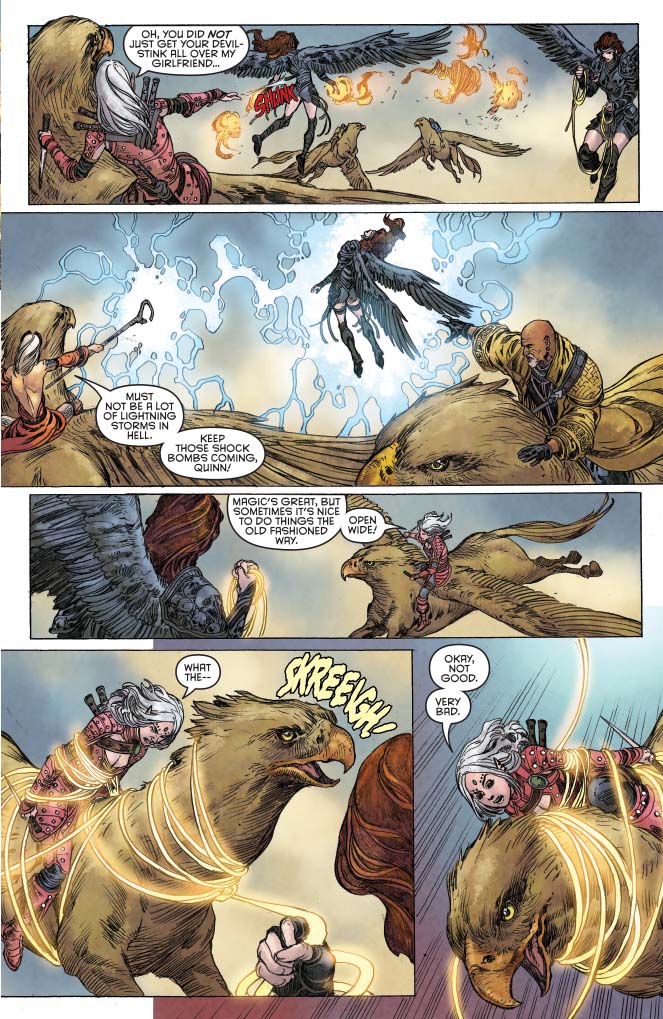 OH, YOU DID NOT
JUST GET YOUR DEVIL-
STINK ALL OVER MY
GIRLFRIEND...
SHUNK
MUST
NOT BE A LOT
OF LIGHTNING
STORMS IN
HELL.
KEEP
THOSE SHOCK
BOMBS COMING,
QUINN!
MAGIC'S GREAT, BUT
SOMETIMES IT'S NICE
TO DO THINGS THE
OLD FASHIONED
WAY.
OPEN
WIDE!
WHAT
THE--
SKREEIGH!
OKAY,
NOT
GOOD.
VERY
BAD.